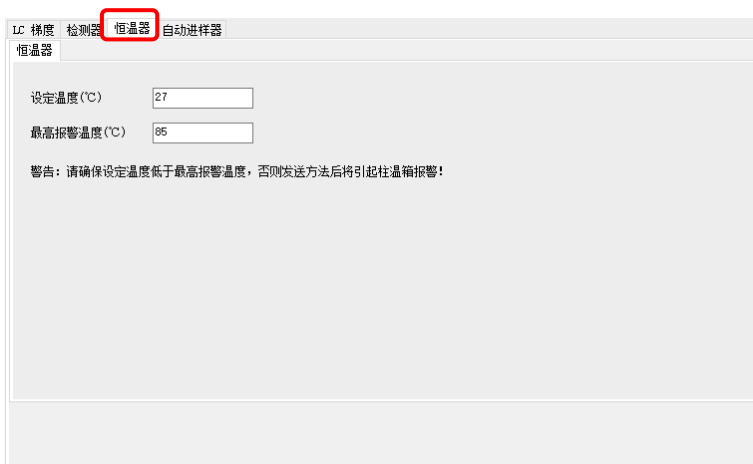 LC 梯度 检测器 恒温器 自动进样器
恒温器
设定温度(℃) 27
最高报警温度(℃) 85
警告: 请确保设定温度低于最高报警温度，否则发送方法后将引起柱温箱报警!